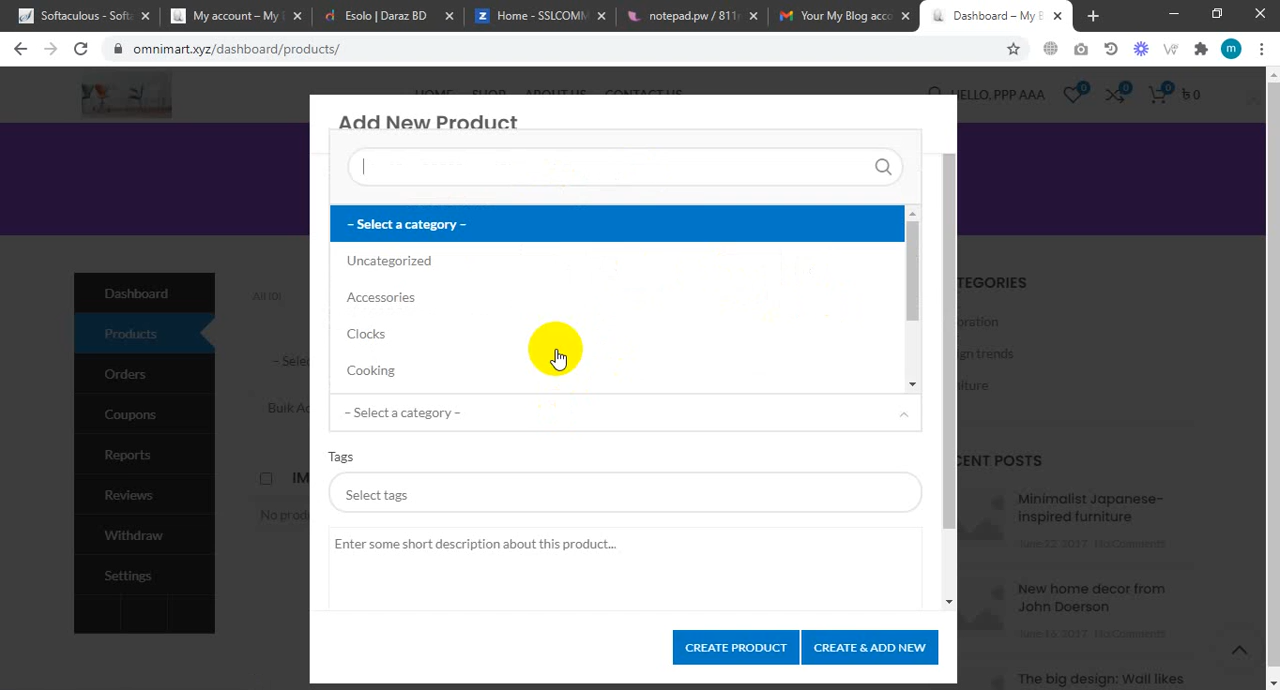 Softaculous - Softa
My account – My B
Esolo | Daraz BD
Home - SSLCOMM
notepad.pw / 811
Your My Blog acco
Dashboard – My B
omnimart.xyz/dashboard/products/
m
HOME SHOP ABOUT US CONTACT US
HELLO, PPP AAA
0
0
0
৳ 0
Add New Product
– Select a category –
Uncategorized
Accessories
Clocks
Cooking
– Select a category –
Tags
Select tags
Enter some short description about this product...
CREATE PRODUCT
CREATE & ADD NEW
Dashboard
Products
Orders
Coupons
Reports
Reviews
Withdraw
Settings
All (0)
– Selec
Bulk Ac
IM
No produ
TEGORIES
oration
gn trends
iture
CENT POSTS
Minimalist Japanese-
inspired furniture
June 22, 2017 No Comments
New home decor from
John Doerson
June 16, 2017 No Comments
The big design: Wall likes